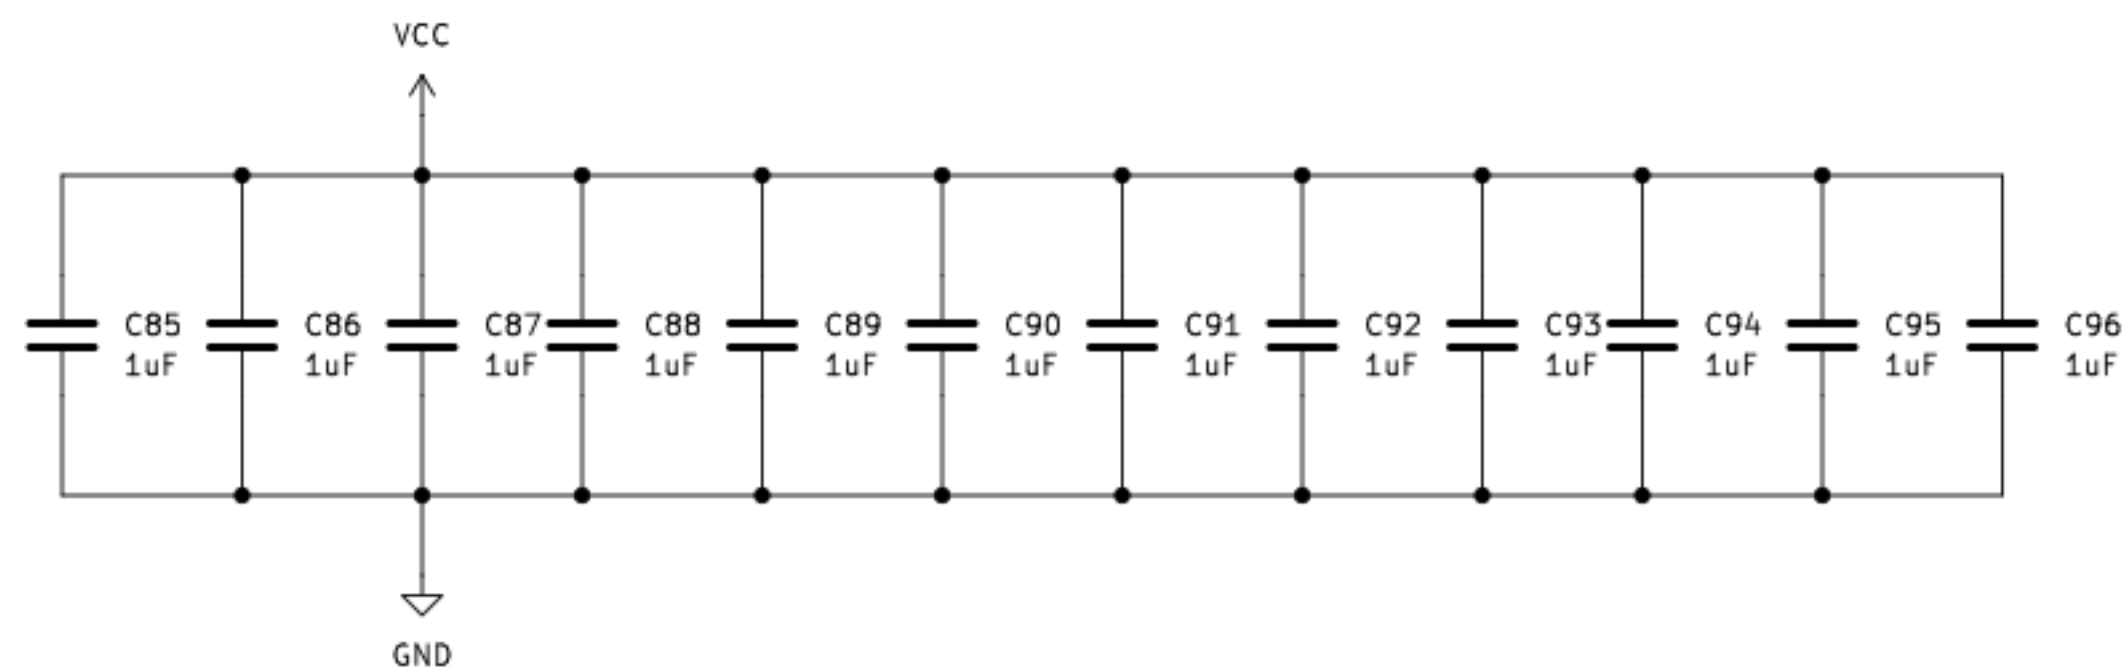 VCC
C85 C86 C87 C88 C89 C90 C91 C92 C93 C94 C95 C96
1uF 1uF 1uF 1uF 1uF 1uF 1uF 1uF 1uF 1uF 1uF 1uF
GND